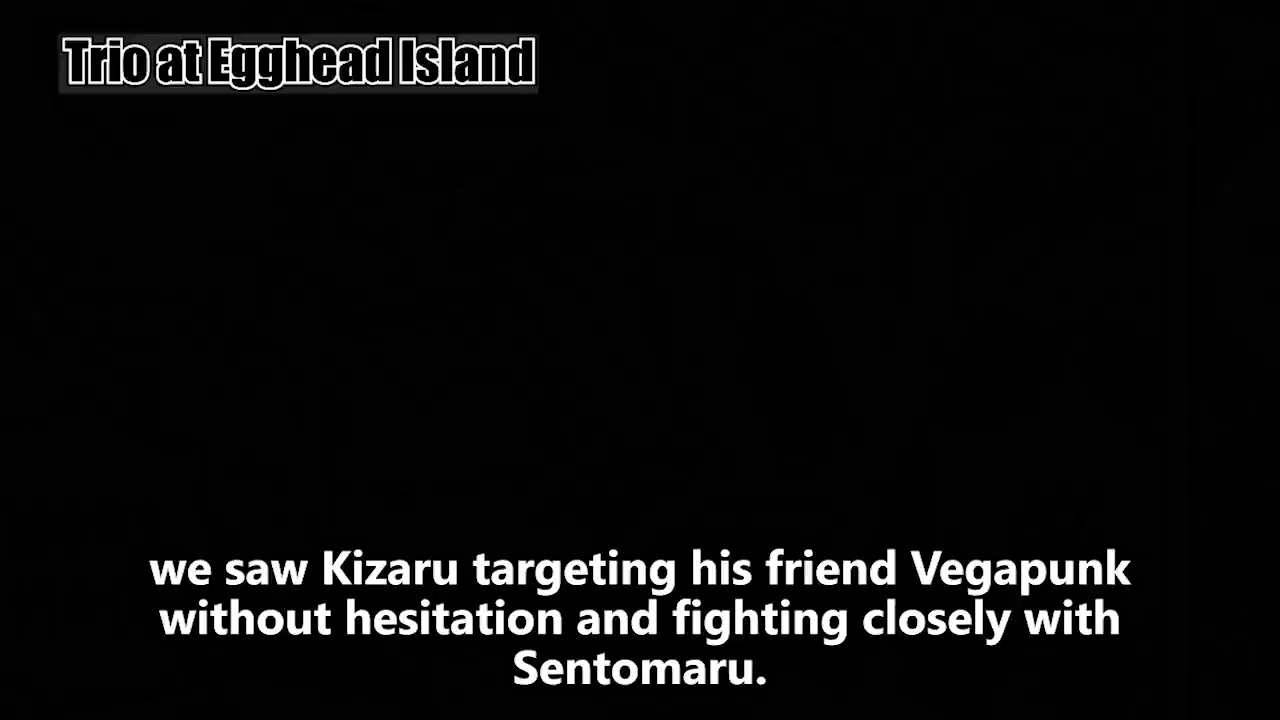 Trio at Egghead Island
we saw Kizaru targeting his friend Vegapunk
without hesitation and fighting closely with
Sentomaru.